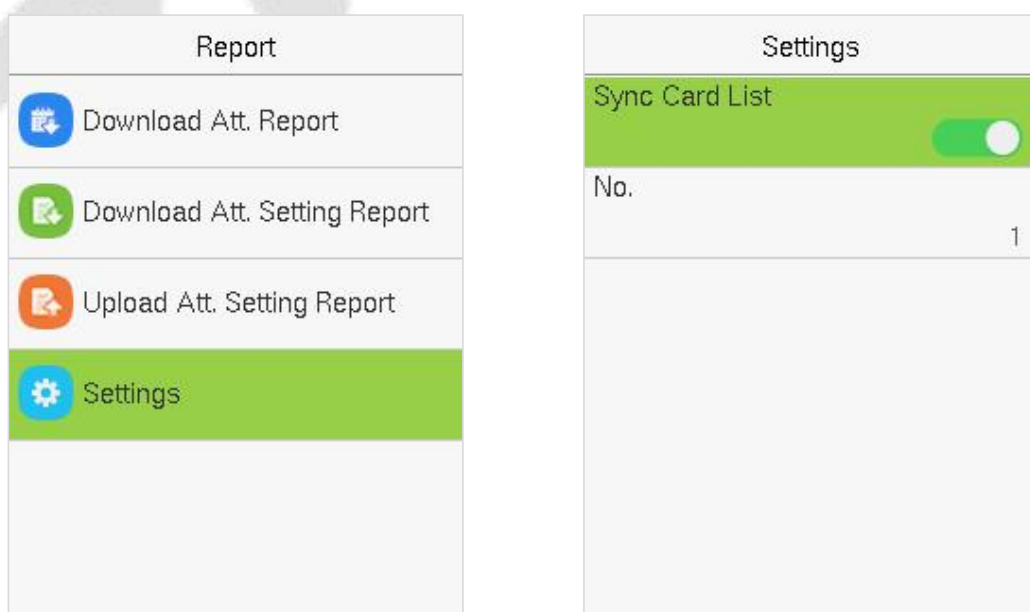 Report
Download Att. Report
Download Att. Setting Report
Upload Att. Setting Report
Settings
Settings
Sync Card List
No.
1